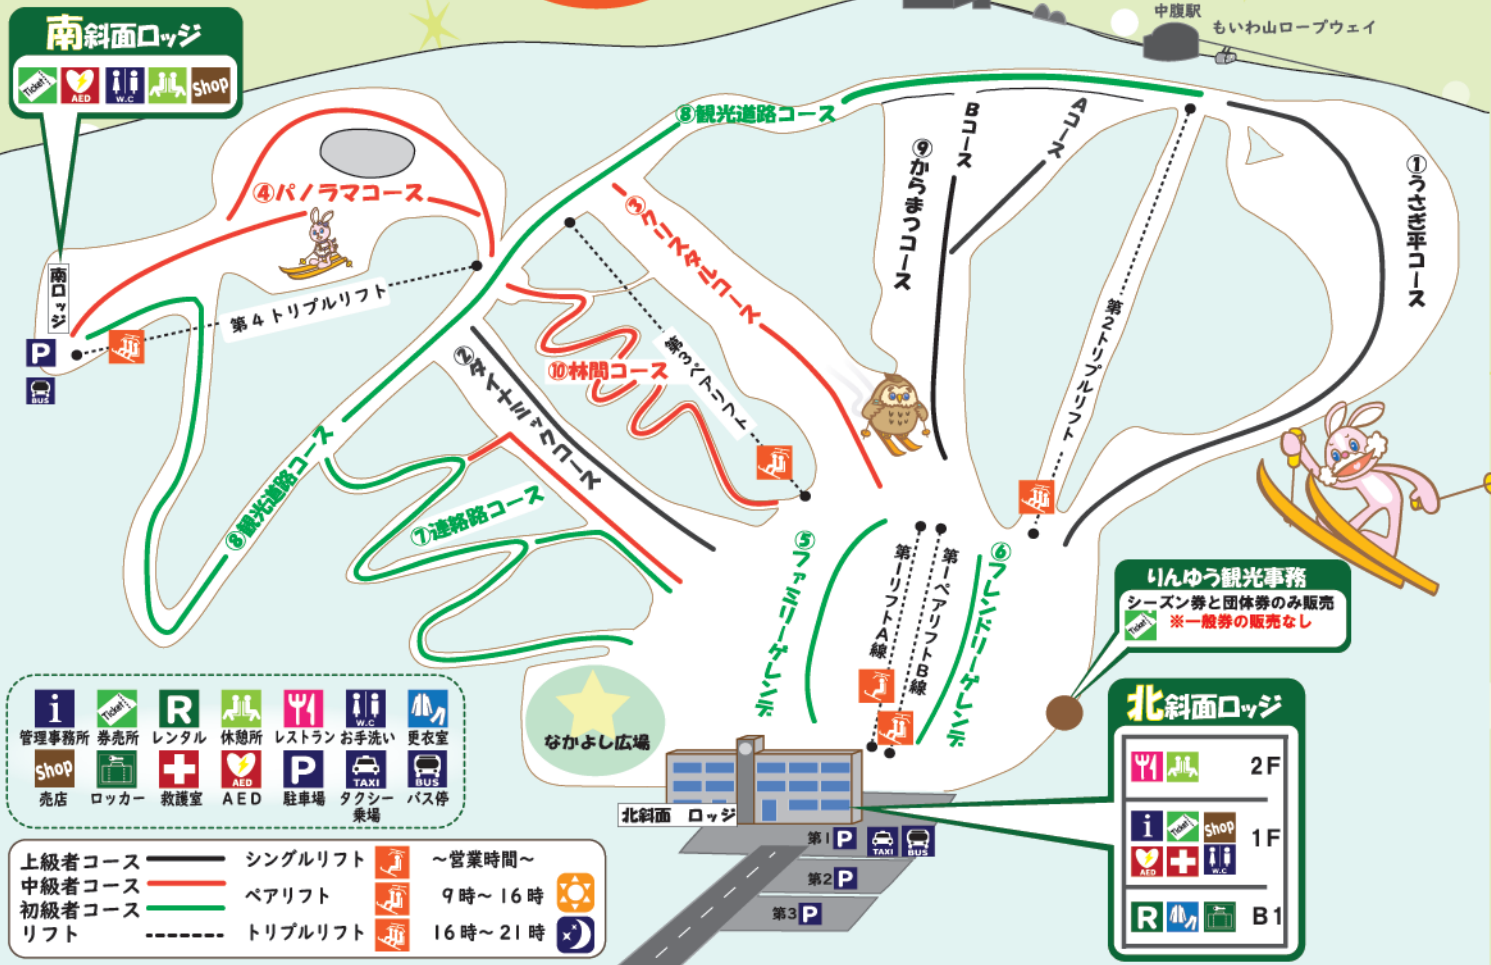 南斜面ロッジ
Ticket
AED
W.C
Shop
中腹駅
もいわ山ロープウェイ
⑧観光道路コース
Bコース
Aコース
⑨からまつコース
①うさぎ平コース
④パノラマコース
③クリスタルコース
南ロッジ
第4トリプルリフト
P
BUS
第2トリプルリフト
第3ペアリフト
⑩林間コース
②ダイナミックコース
⑧観光道路コース
⑦連絡路コース
⑤ファミリーゲレンデ
第一リフトA線
第一ペアリフトB線
⑥フレンドリーゲレンデ
りんゆう観光事務
シーズン券と団体券のみ販売
Ticket
※一般券の販売なし
なかよし広場
北斜面 ロッジ
第1 P TAXI BUS
第2 P
第3 P
北斜面ロッジ
2F
i Ticket Shop
1F
AED W.C
R B1
i Ticket R W.C
管理事務所 券売所 レンタル 休憩所 レストラン お手洗い 更衣室
Shop AED P TAXI BUS
売店 ロッカー 救護室 AED 駐車場 タクシー乗場 バス停
上級者コース
中級者コース
初級者コース
リフト
シングルリフト
ペアリフト
トリプルリフト
～営業時間～
9時～16時
16時～21時